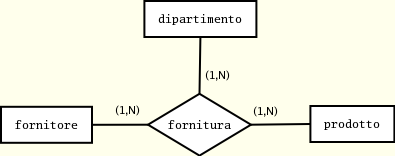 dipartimento
(1,N)
(1,N)
(1,N)
fornitore
fornitura
prodotto